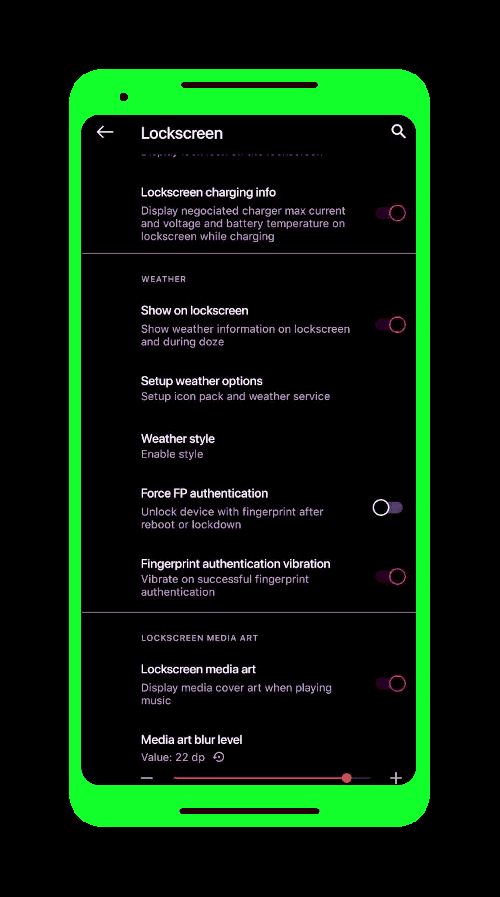 Lockscreen
Lockscreen charging info
Display negociated charger max current
and voltage and battery temperature on
lockscreen while charging
WEATHER
Show on lockscreen
Show weather information on lockscreen
and during doze
Setup weather options
Setup icon pack and weather service
Weather style
Enable style
Force FP authentication
Unlock device with fingerprint after
reboot or lockdown
Fingerprint authentication vibration
Vibrate on successful fingerprint
authentication
LOCKSCREEN MEDIA ART
Lockscreen media art
Display media cover art when playing
music
Media art blur level
Value: 22 dp